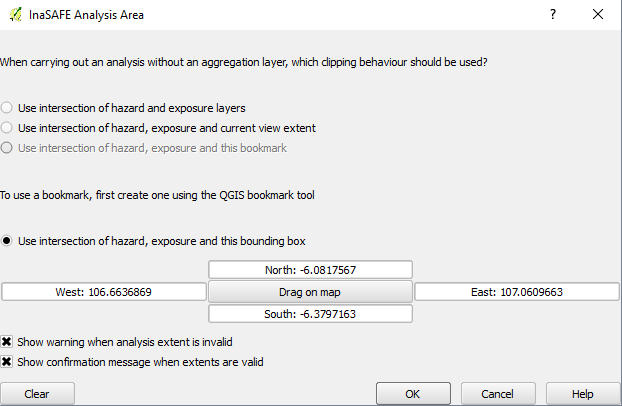 InaSAFE Analysis Area
When carrying out an analysis without an aggregation layer, which clipping behaviour should be used?
Use intersection of hazard and exposure layers
Use intersection of hazard, exposure and current view extent
Use intersection of hazard, exposure and this bookmark
To use a bookmark, first create one using the QGIS bookmark tool
Use intersection of hazard, exposure and this bounding box
North: -6.0817567
West: 106.6636869
Drag on map
East: 107.0609663
South: -6.3797163
Show warning when analysis extent is invalid
Show confirmation message when extents are valid
Clear
OK
Cancel
Help